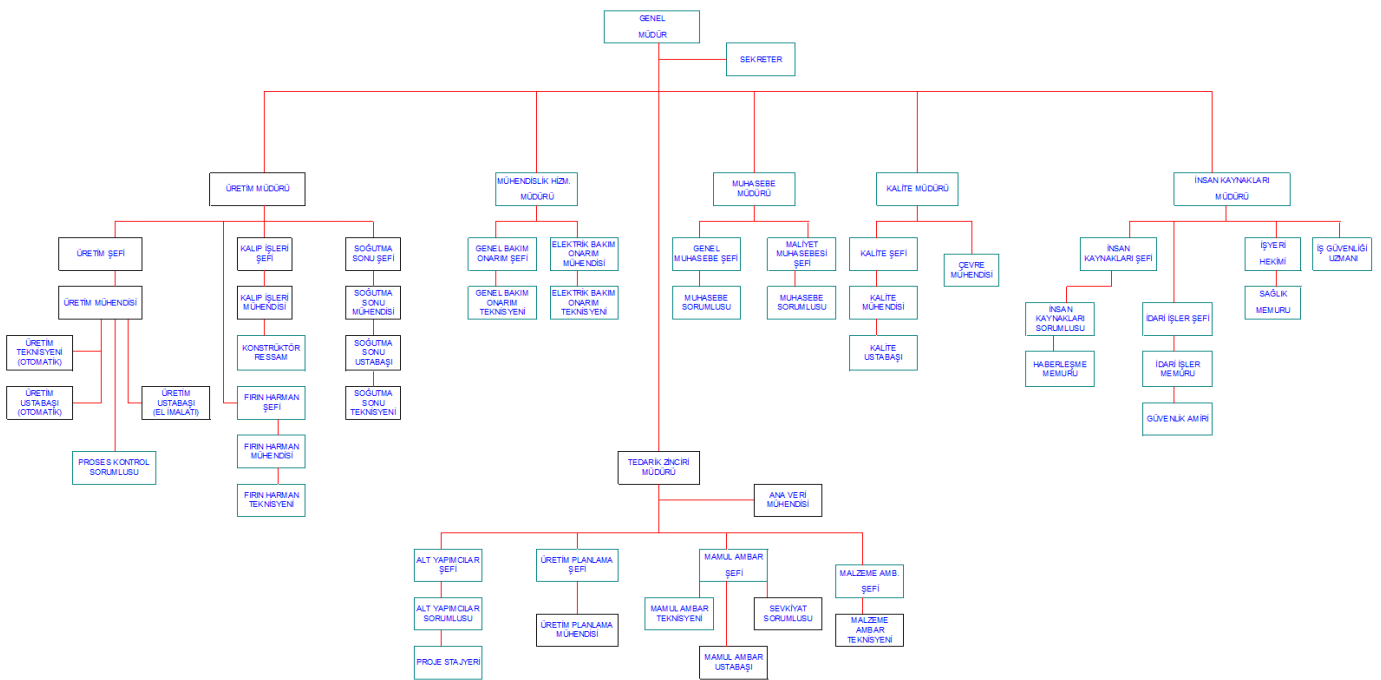 GENEL
MÜDÜR
SEKRETER
ÜRETİM MÜDÜRÜ
MÜHENDİSLİK HİZM.
MÜDÜRÜ
MUHASEBE
MÜDÜRÜ
KALİTE MÜDÜRÜ
İNSAN KAYNAKLARI
MÜDÜRÜ
ÜRETİM ŞEFİ
KALIP İŞLERİ
ŞEFİ
SOĞUTMA
SONU ŞEFİ
GENEL BAKIM
ONARIM ŞEFİ
ELEKTRİK BAKIM
ONARIM
MÜHENDİSİ
GENEL
MUHASEBE ŞEFİ
MALİYET
MUHASEBESİ
ŞEFİ
KALİTE ŞEFİ
ÇEVRE
MÜHENDİSİ
İNSAN
KAYNAKLARI ŞEFİ
İŞYERİ
HEKİMİ
İŞ GÜVENLİĞİ
UZMANI
ÜRETİM MÜHENDİSİ
KALIP İŞLERİ
MÜHENDİSİ
SOĞUTMA
SONU
MÜHENDİSİ
GENEL BAKIM
ONARIM
TEKNİSYENİ
ELEKTRİK BAKIM
ONARIM
TEKNİSYENİ
MUHASEBE
SORUMLUSU
MUHASEBE
SORUMLUSU
KALİTE
MÜHENDİSİ
İNSAN
KAYNAKLARI
SORUMLUSU
İDARİ İŞLER ŞEFİ
SAĞLIK
MEMURU
ÜRETİM
TEKNİSYENİ
(OTOMATİK)
KONSTRÜKTÖR
RESSAM
SOĞUTMA
SONU
USTABAŞI
KALİTE
USTABAŞI
HABERLEŞME
MEMURU
İDARİ İŞLER
MEMURU
ÜRETİM
USTABAŞI
(OTOMATİK)
ÜRETİM
USTABAŞI
(EL İMALATI)
FIRIN HARMAN
ŞEFİ
SOĞUTMA
SONU
TEKNİSYENİ
GÜVENLİK AMİRİ
PROSES KONTROL
SORUMLUSU
FIRIN HARMAN
MÜHENDİSİ
FIRIN HARMAN
TEKNİSYENİ
TEDARİK ZİNCİRİ
MÜDÜRÜ
ANA VERİ
MÜHENDİSİ
ALT YAPIMCILAR
ŞEFİ
ÜRETİM PLANLAMA
ŞEFİ
MAMUL AMBAR
ŞEFİ
MALZEME AMB.
ŞEFİ
ALT YAPIMCILAR
SORUMLUSU
ÜRETİM PLANLAMA
MÜHENDİSİ
MAMUL AMBAR
TEKNİSYENİ
SEVKİYAT
SORUMLUSU
MALZEME
AMBAR
TEKNİSYENİ
PROJE STAJYERİ
MAMUL AMBAR
USTABAŞI